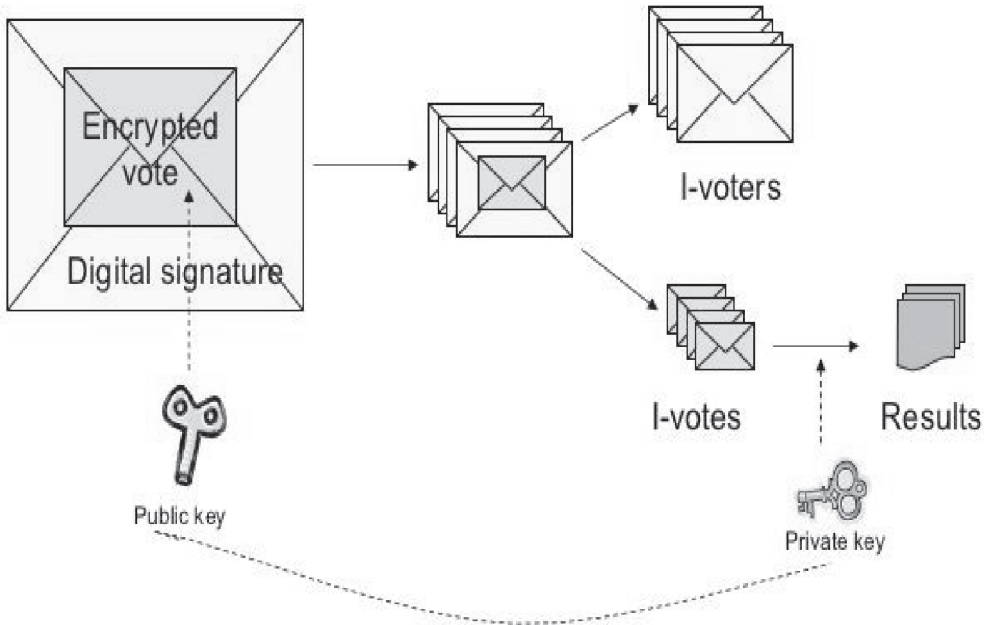 Encrypted
vote
Digital signature
I-voters
I-votes
Results
Public key
Private key